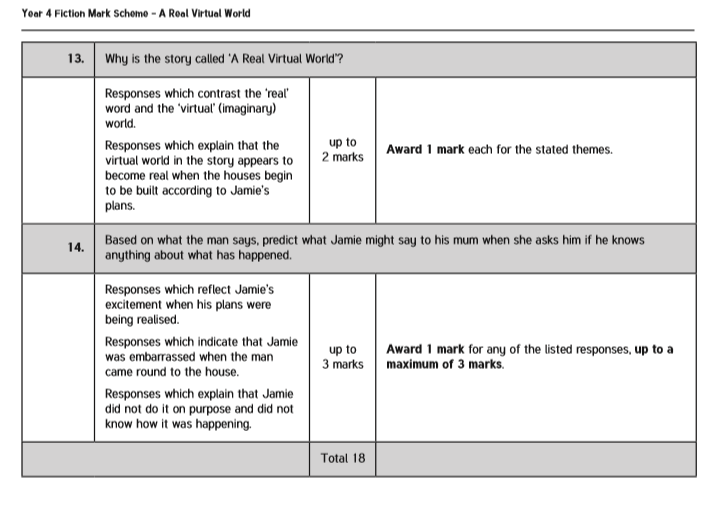 Year 4 Fiction Mark Scheme - A Real Virtual World
13. Why is the story called 'A Real Virtual World'?
Responses which contrast the 'real'
word and the 'virtual' (imaginary)
world.
Responses which explain that the
virtual world in the story appears to
become real when the houses begin
to be built according to Jamie's
plans.
up to
2 marks
Award 1 mark each for the stated themes.
14. Based on what the man says, predict what Jamie might say to his mum when she asks him if he knows
anything about what has happened.
Responses which reflect Jamie's
excitement when his plans were
being realised.
Responses which indicate that Jamie
was embarrassed when the man
came round to the house.
Responses which explain that Jamie
did not do it on purpose and did not
know how it was happening.
up to
3 marks
Award 1 mark for any of the listed responses, up to a
maximum of 3 marks.
Total 18